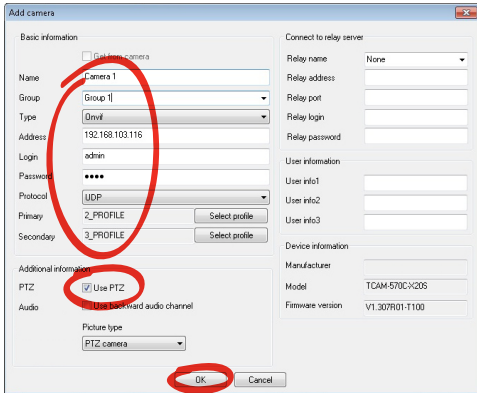 Add camera
Basic information
Get from camera
Name Camera 1
Group Group 1
Type Onvif
Address 192.168.103.116
Login admin
Password ••••
Protocol UDP
Primary 2_PROFILE Select profile
Secondary 3_PROFILE Select profile
Additional information
PTZ Use PTZ
Audio Use backward audio channel
Picture type
PTZ camera
Connect to relay server
Relay name None
Relay address
Relay port
Relay login
Relay password
User information
User info1
User info2
User info3
Device information
Manufacturer
Model TCAM-570C-X20S
Firmware version V1.307R01-T100
OK Cancel